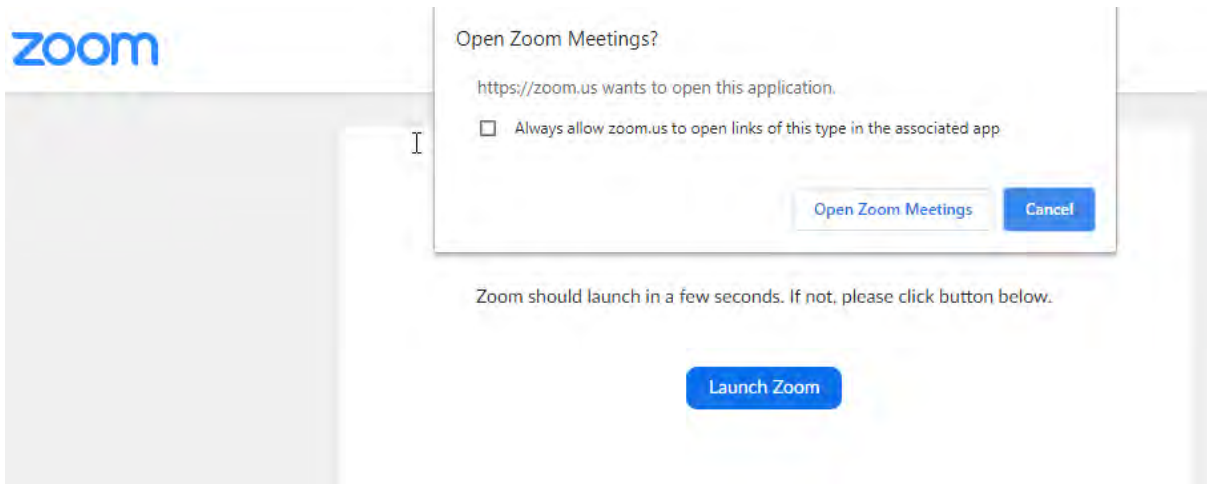 zoom
Open Zoom Meetings?
https://zoom.us wants to open this application.
Always allow zoom.us to open links of this type in the associated app
Open Zoom Meetings
Cancel
Zoom should launch in a few seconds. If not, please click button below.
Launch Zoom